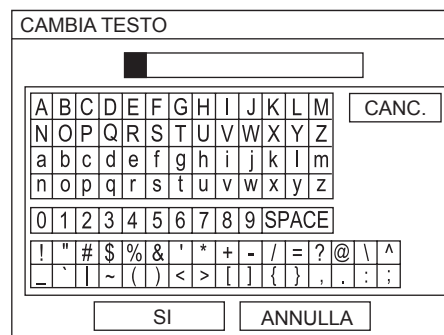 CAMBIA TESTO
A B C D E F G H I J K L M CANC.
N O P Q R S T U V W X Y Z
a b c d e f g h i j k l m
n o p q r s t u v w x y z
0 1 2 3 4 5 6 7 8 9 SPACE
! " # $ % & ' * + - / = ? @ \ ^
_ ` | ~ ( ) < > [ ] { } , . : ;
SI ANNULLA